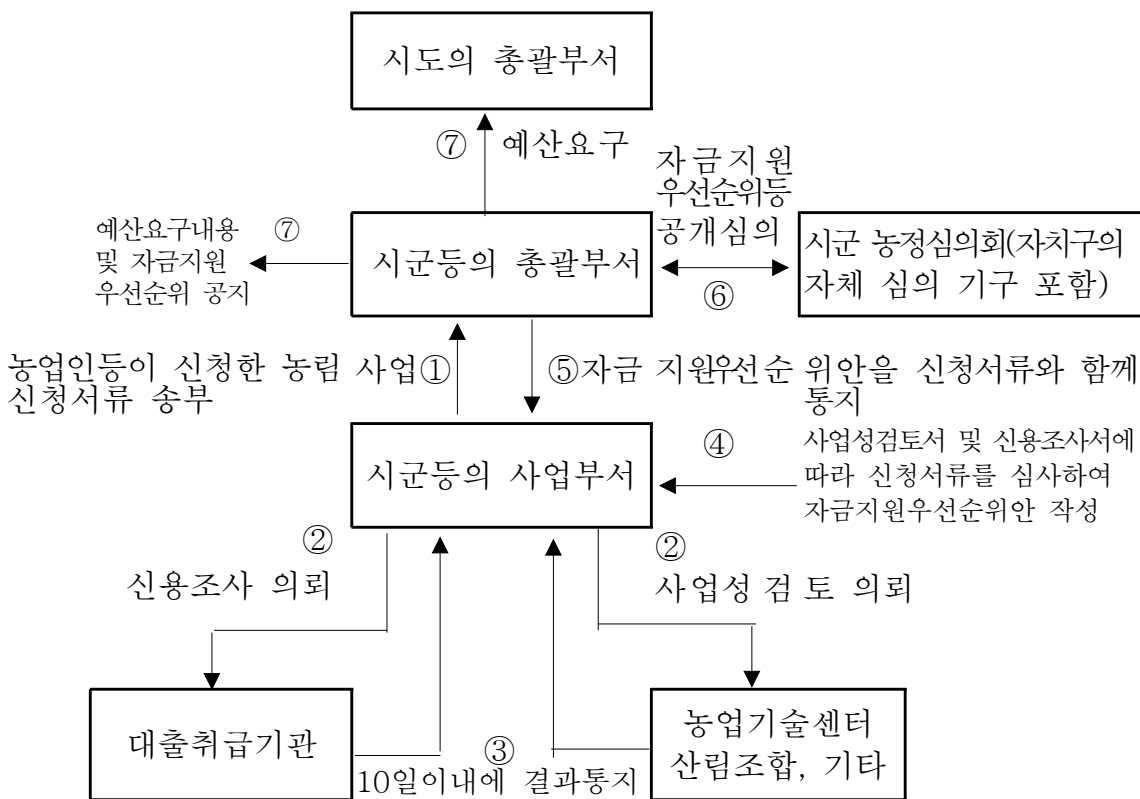 시도의 총괄부서
⑦ 예산요구
자금지원
우선순위등
공개심의
예산요구내용 ⑦
및 자금지원
우선순위 공지
시군등의 총괄부서
⑥
시군 농정심의회(자치구의
자체 심의 기구 포함)
농업인등이 신청한 농림 사업①
신청서류 송부
⑤자금 지원우선순 위안을 신청서류와 함께
통지
시군등의 사업부서
④
사업성검토서 및 신용조사서에
따라 신청서류를 심사하여
자금지원우선순위안 작성
②
신용조사 의뢰
②
사업성 검토 의뢰
대출취급기관
③
10일이내에 결과통지
농업기술센터
산림조합, 기타